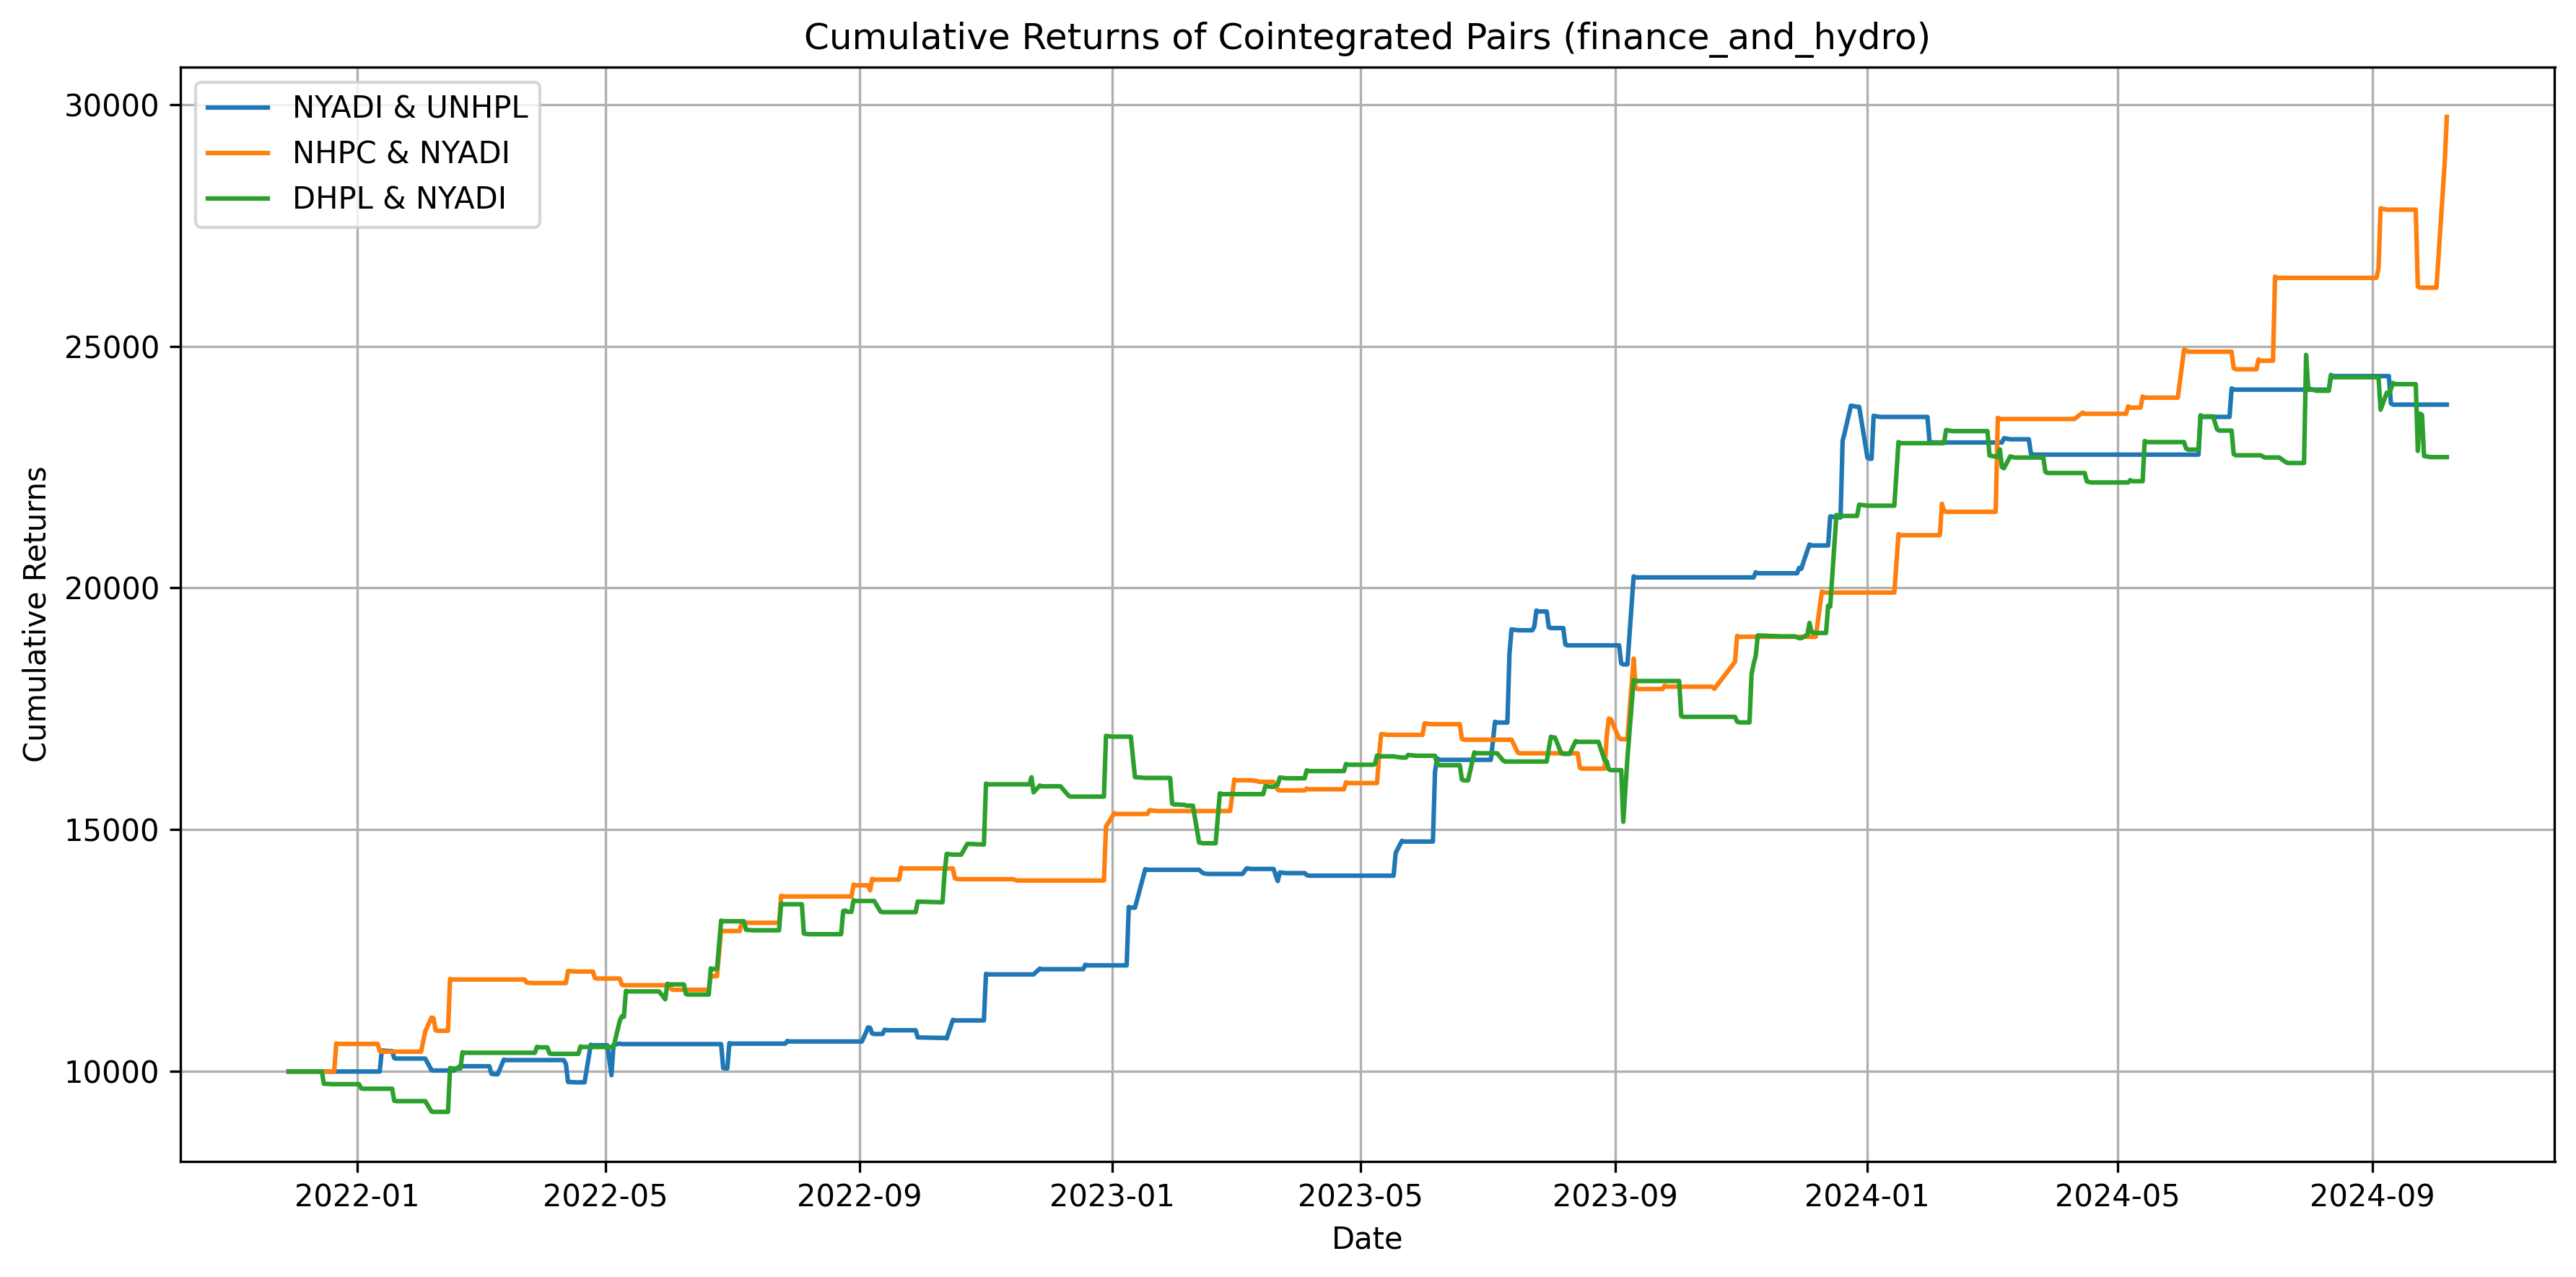 Cumulative Returns of Cointegrated Pairs (finance_and_hydro)
NYADI & UNHPL
NHPC & NYADI
DHPL & NYADI
30000
25000
20000
15000
10000
Cumulative Returns
2022-01 2022-05 2022-09 2023-01 2023-05 2023-09 2024-01 2024-05 2024-09
Date